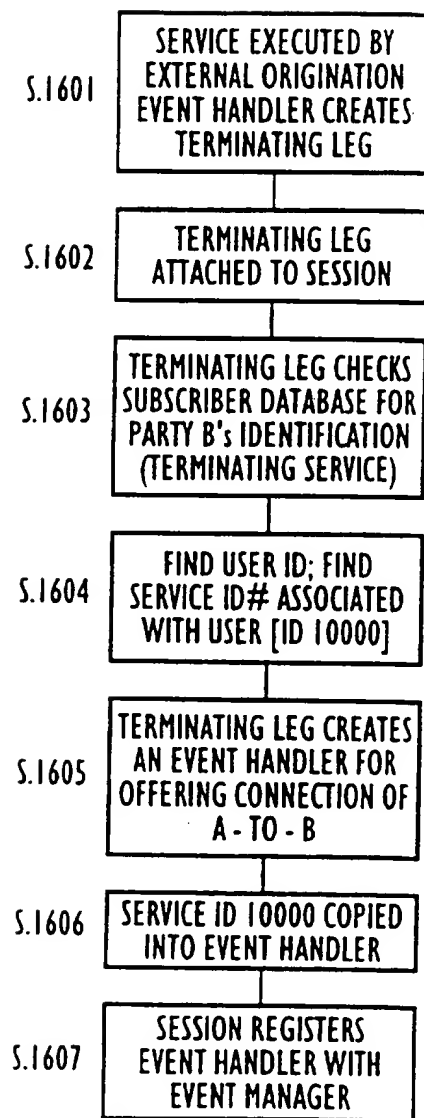 S.1601
SERVICE EXECUTED BY
EXTERNAL ORIGINATION
EVENT HANDLER CREATES
TERMINATING LEG
S.1602
TERMINATING LEG
ATTACHED TO SESSION
S.1603
TERMINATING LEG CHECKS
SUBSCRIBER DATABASE FOR
PARTY B's IDENTIFICATION
(TERMINATING SERVICE)
S.1604
FIND USER ID; FIND
SERVICE ID# ASSOCIATED
WITH USER [ID 10000]
S.1605
TERMINATING LEG CREATES
AN EVENT HANDLER FOR
OFFERING CONNECTION OF
A - TO - B
S.1606
SERVICE ID 10000 COPIED
INTO EVENT HANDLER
S.1607
SESSION REGISTERS
EVENT HANDLER WITH
EVENT MANAGER